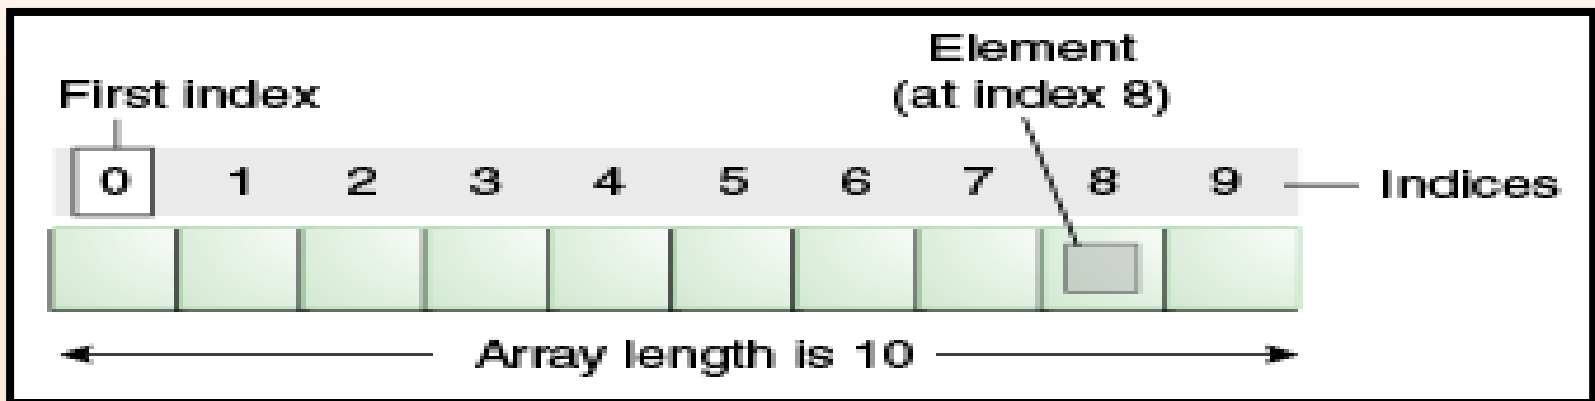 Element
First index
(at index 8)
0 1 2 3 4 5 6 7 8 9
Indices
Array length is 10